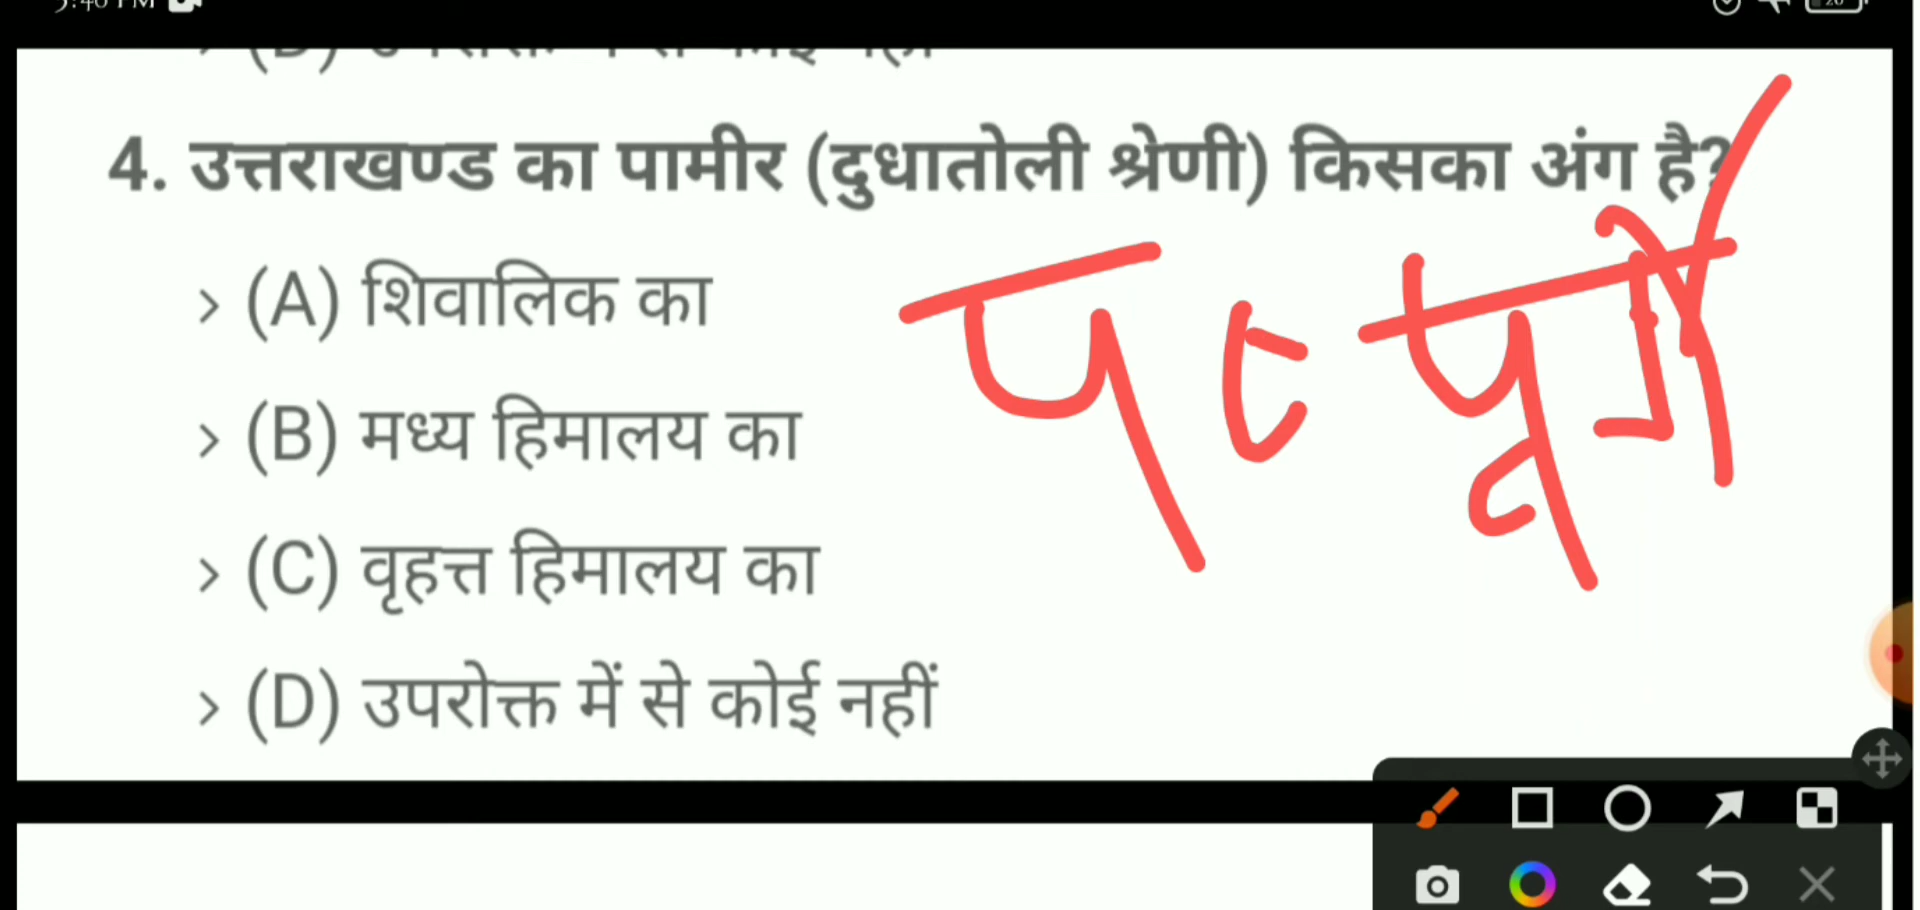 4. उत्तराखण्ड का पामीर (दुधातोली श्रेणी) किसका अंग है?
> (A) शिवालिक का
> (B) मध्य हिमालय का
> (C) वृहत्त हिमालय का
> (D) उपरोक्त में से कोई नहीं